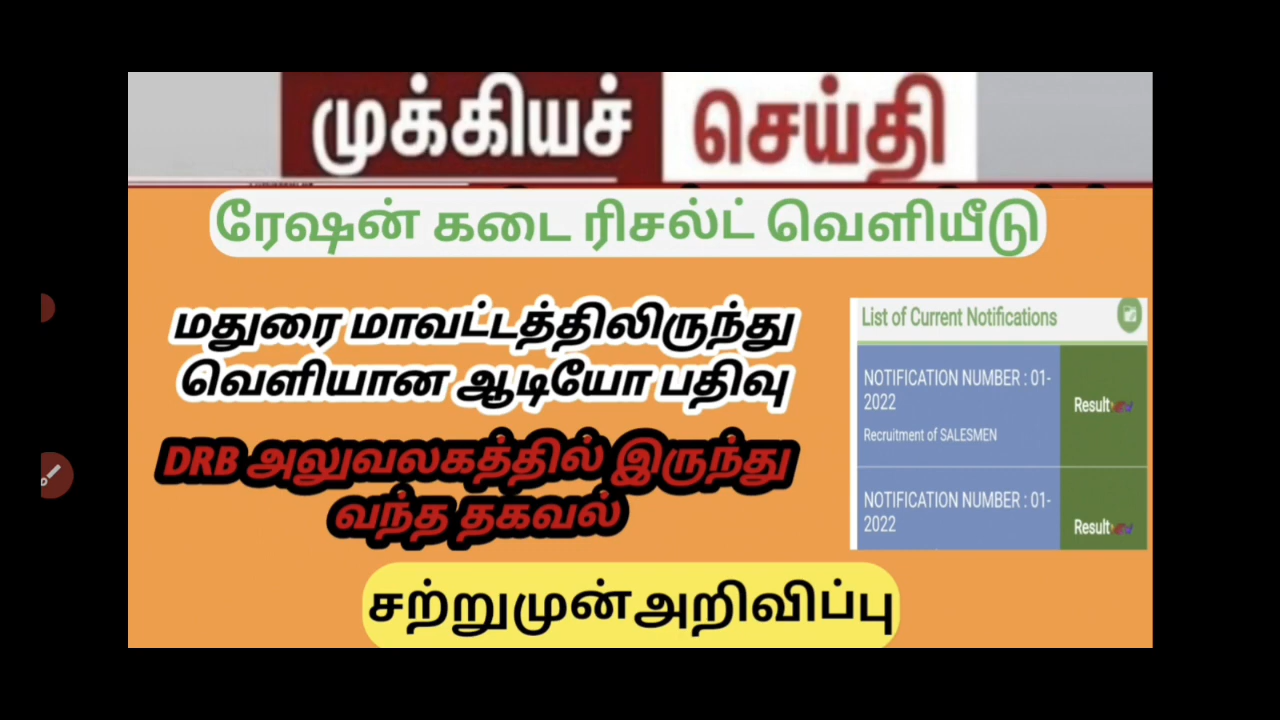 முக்கியச் செய்தி
ரேஷன் கடை ரிசல்ட் வெளியீடு
மதுரை மாவட்டத்திலிருந்து
வெளியான ஆடியோ பதிவு
DRB அலுவலகத்தில் இருந்து
வந்த தகவல்
List of Current Notifications
NOTIFICATION NUMBER : 01-
2022
Result
Recruitment of SALESMEN
NOTIFICATION NUMBER : 01-
2022
Result
சற்றுமுன்அறிவிப்பு